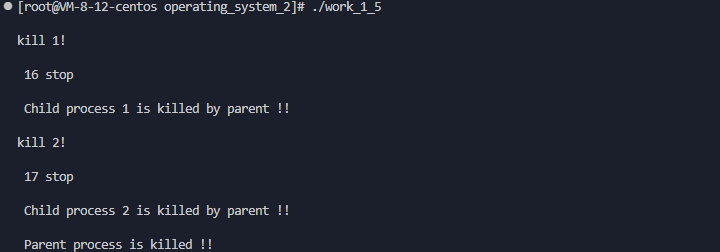 [root@VM-8-12-centos operating_system_2]# ./work_1_5
kill 1!
16 stop
Child process 1 is killed by parent !!
kill 2!
17 stop
Child process 2 is killed by parent !!
Parent process is killed !!